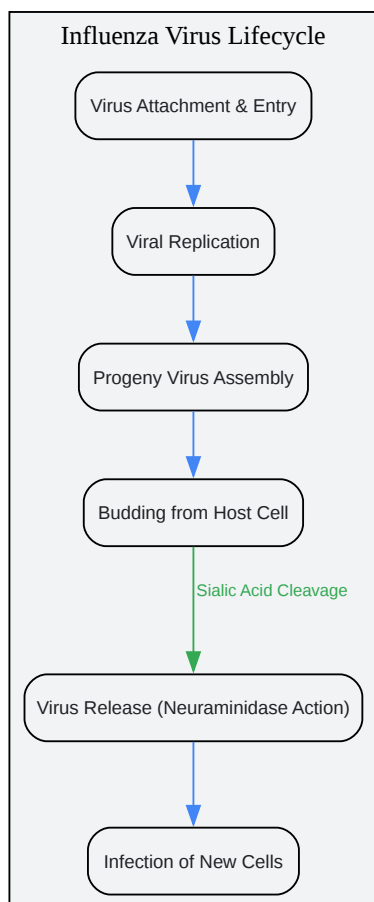 Influenza Virus Lifecycle
Virus Attachment & Entry
Viral Replication
Progeny Virus Assembly
Budding from Host Cell
Sialic Acid Cleavage
Virus Release (Neuraminidase Action)
Infection of New Cells